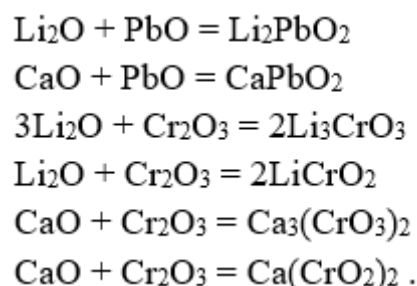 Li₂O + PbO = Li₂PbO₂
CaO + PbO = CaPbO₂
3Li₂O + Cr₂O₃ = 2Li₃CrO₃
Li₂O + Cr₂O₃ = 2LiCrO₂
CaO + Cr₂O₃ = Ca₃(CrO₃)₂
CaO + Cr₂O₃ = Ca(CrO₂)₂ .